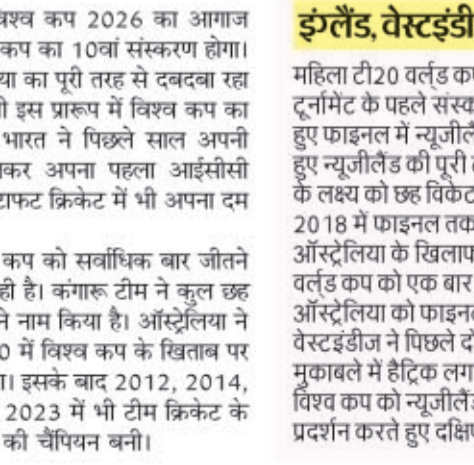 वश्व कप 2026 का आगाज
कप का 10वां संस्करण होगा।
या का पूरी तरह से दबदबा रहा
इस प्रारूप में विश्व कप का
भारत ने पिछले साल अपनी
कर अपना पहला आईसीसी
टाफट क्रिकेट में भी अपना दम
कप को सर्वाधिक बार जीतने
ही है। कंगारू टीम ने कुल छह
ने नाम किया है। ऑस्ट्रेलिया ने
0 में विश्व कप के खिताब पर
ा। इसके बाद 2012, 2014,
2023 में भी टीम क्रिकेट के
की चैंपियन बनी।
इंग्लैंड, वेस्टइंडी
महिला टी20 वर्ल्ड क
टूर्नामेंट के पहले संस्क
हुए फाइनल में न्यूजीलै
हुए न्यूजीलैंड की पूरी
के लक्ष्य को छह विकेट
2018 में फाइनल तक
ऑस्ट्रेलिया के खिलाफ
वर्ल्ड कप को एक बार
ऑस्ट्रेलिया को फाइनल
वेस्टइंडीज ने पिछले दो
मुकाबले में हैट्रिक लगा
विश्व कप को न्यूजीलैं
प्रदर्शन करते हुए दक्षि